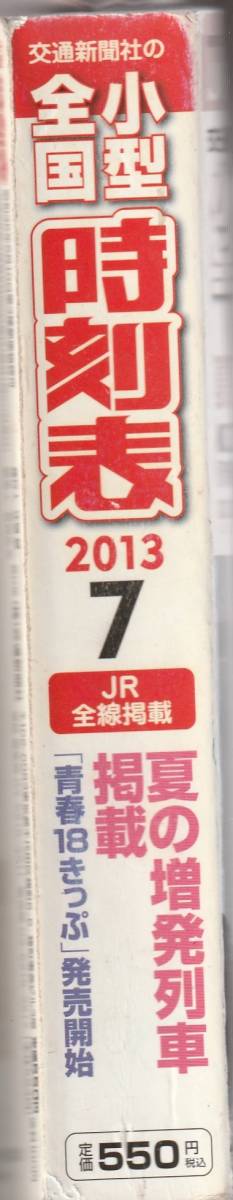 交通新聞社の
小型
全国
時刻表
2013
7
JR
全線掲載
夏の増発列車
掲載
「青春18きっぷ」発売開始
定価550円税込